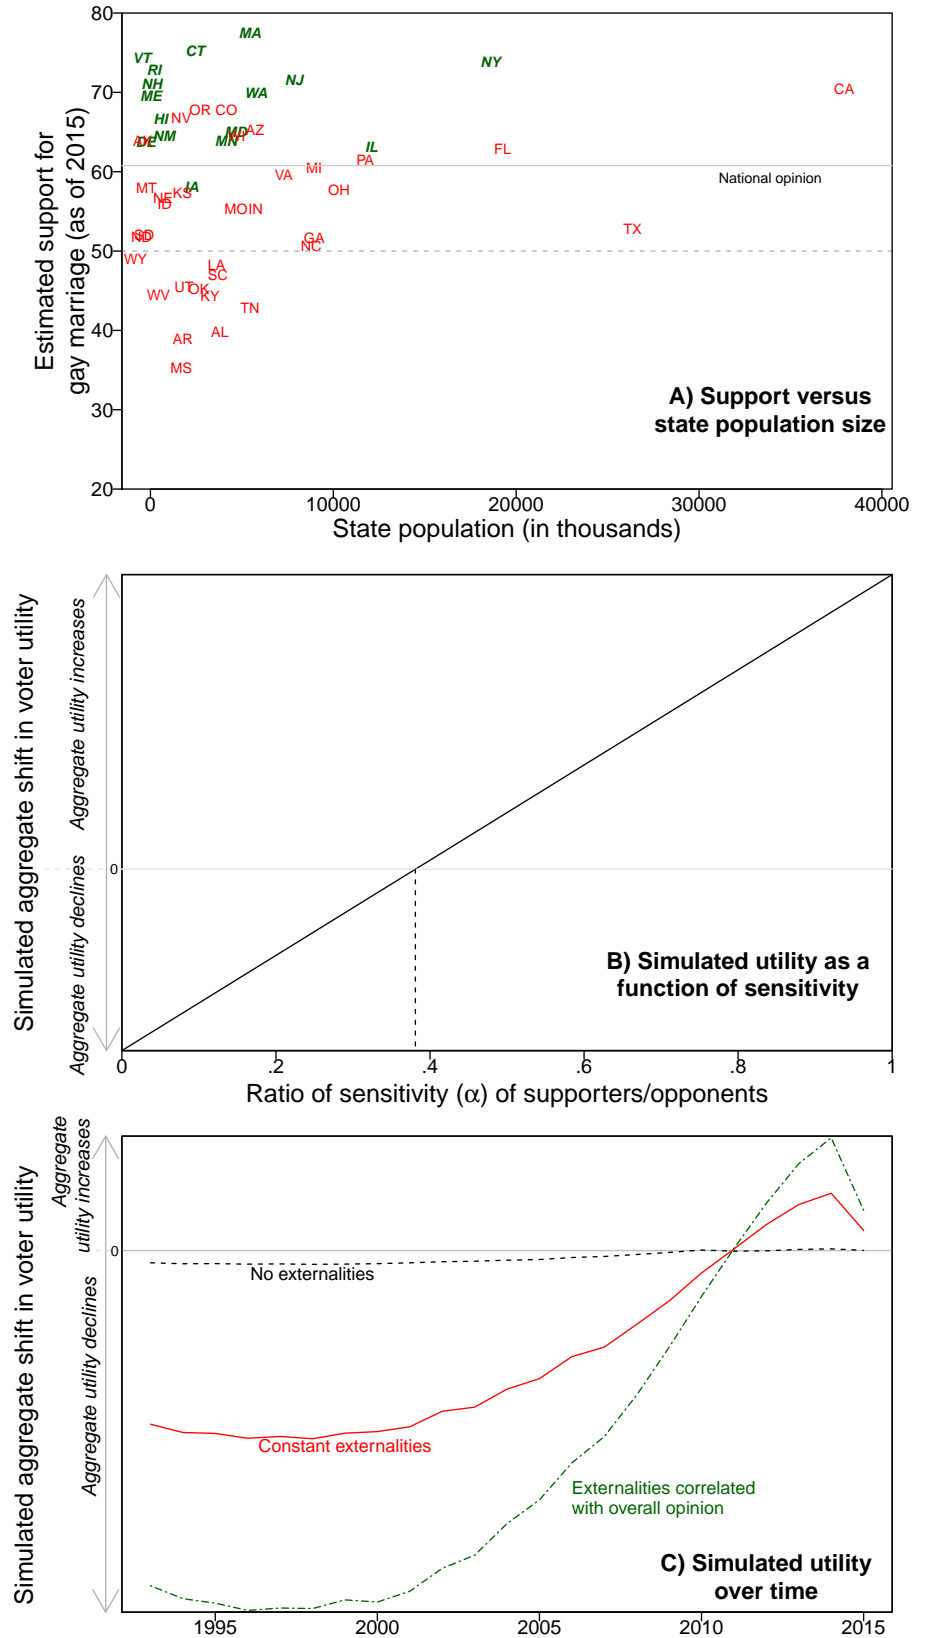 80
70
60
50
40
30
20
Estimated support for
gay marriage (as of 2015)
MA
CT
VT
NY
RI
NJ
NH
CA
ME
WA
OR
CO
NV
HI
AZ
MD
NM
MN
DE
IL
FL
PA
MI
VA
National opinion
IA
MT
OH
KS
NE
ID
MO
IN
TX
SD
ND
GA
NC
WY
LA
SC
UT
OK
WV
KY
TN
AL
AR
MS
A) Support versus
state population size
0
10000
20000
30000
40000
State population (in thousands)
Simulated aggregate shift in voter utility
Aggregate utility declines
Aggregate utility increases
0
B) Simulated utility as a
function of sensitivity
0
.2
.4
.6
.8
1
Ratio of sensitivity (α) of supporters/opponents
Simulated aggregate shift in voter utility
Aggregate utility declines
Aggregate
utility increases
0
No externalities
Constant externalities
Externalities correlated
with overall opinion
C) Simulated utility
over time
1995
2000
2005
2010
2015